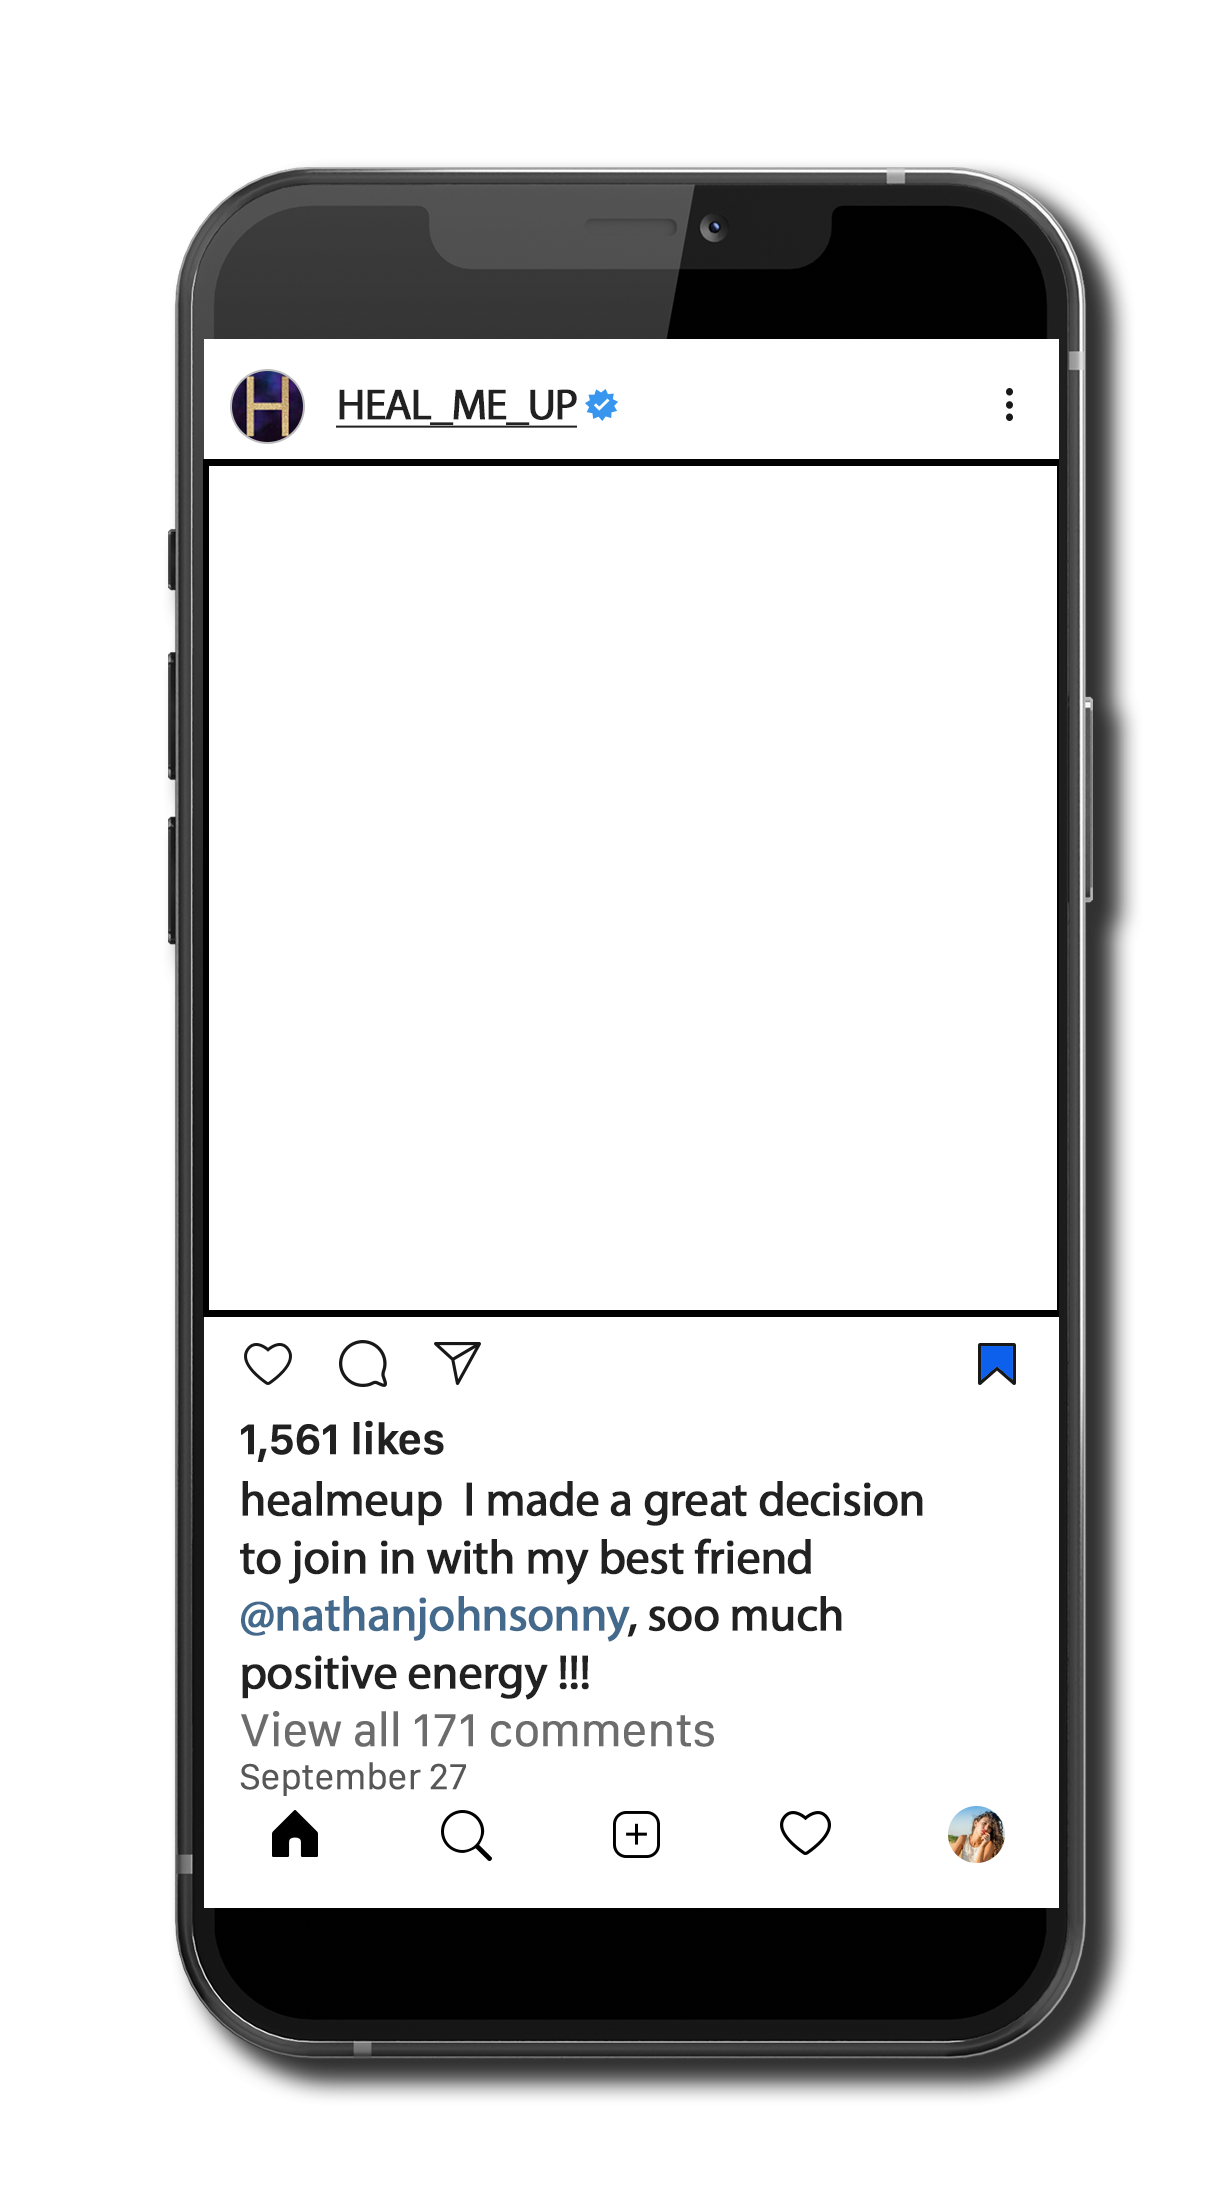 H
HEAL_ME_UP
1,561 likes
healmeup  I made a great decision
to join in with my best friend
@nathanjohnsonny, soo much
positive energy !!!
View all 171 comments
September 27